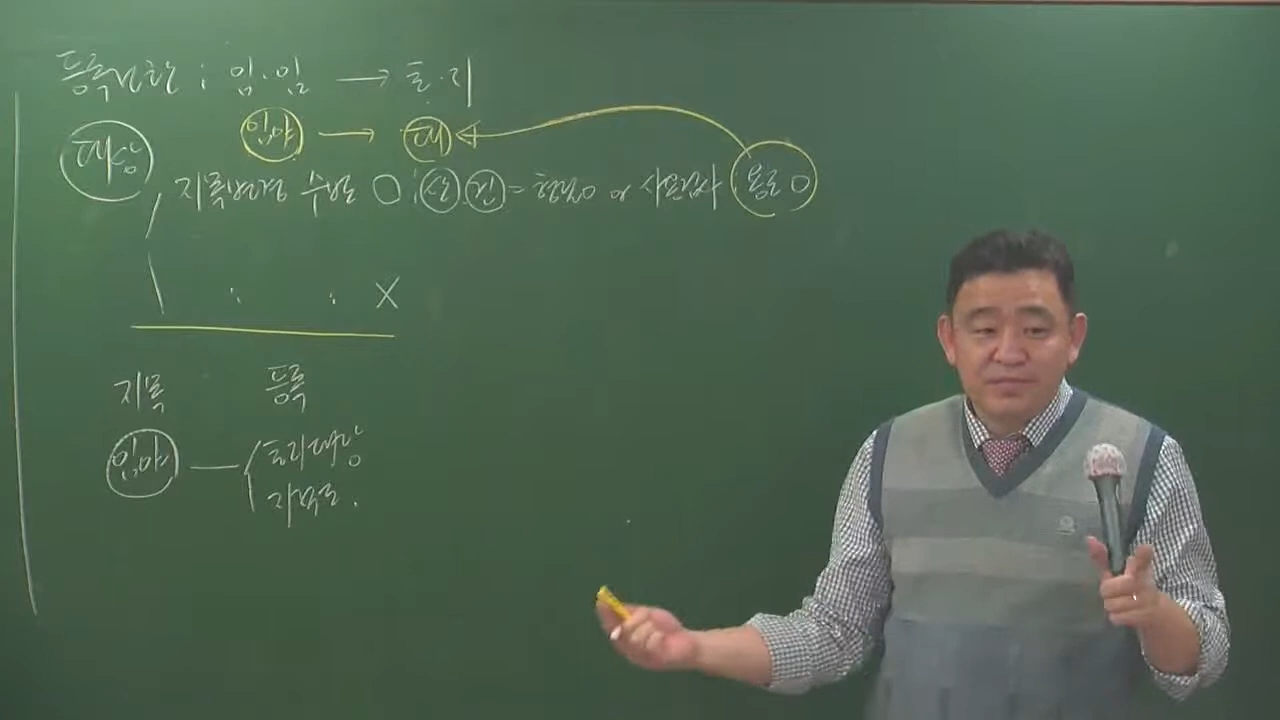 등록전환 : 임·임 → 토·지
임야 → 대
대상
지목변경 수반 O : 산 · 건 = 형질 or 사용검사 용도 O
: : X
지목 등록
임야 — 토지대장
지목도.